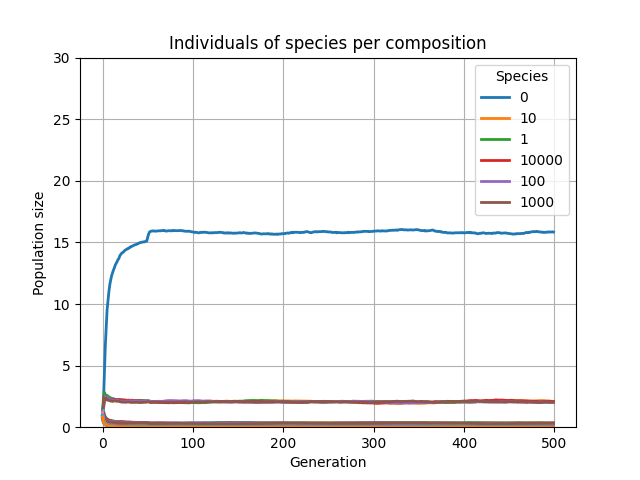 Individuals of species per composition
Population size
30
25
20
15
10
5
0
0 100 200 300 400 500
Generation
Species
0
10
1
10000
100
1000